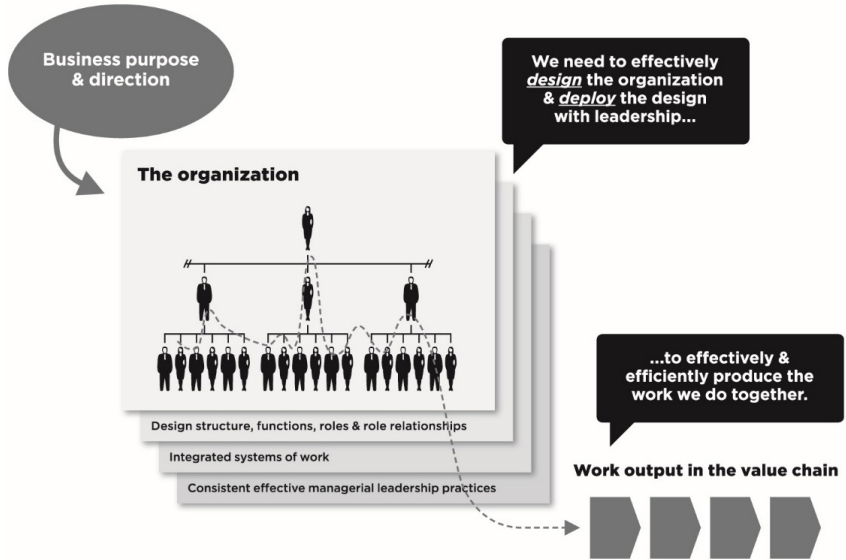 Business purpose
& direction
We need to effectively
design the organization
& deploy the design
with leadership...
The organization
Design structure, functions, roles & role relationships
Integrated systems of work
Consistent effective managerial leadership practices
...to effectively &
efficiently produce the
work we do together.
Work output in the value chain